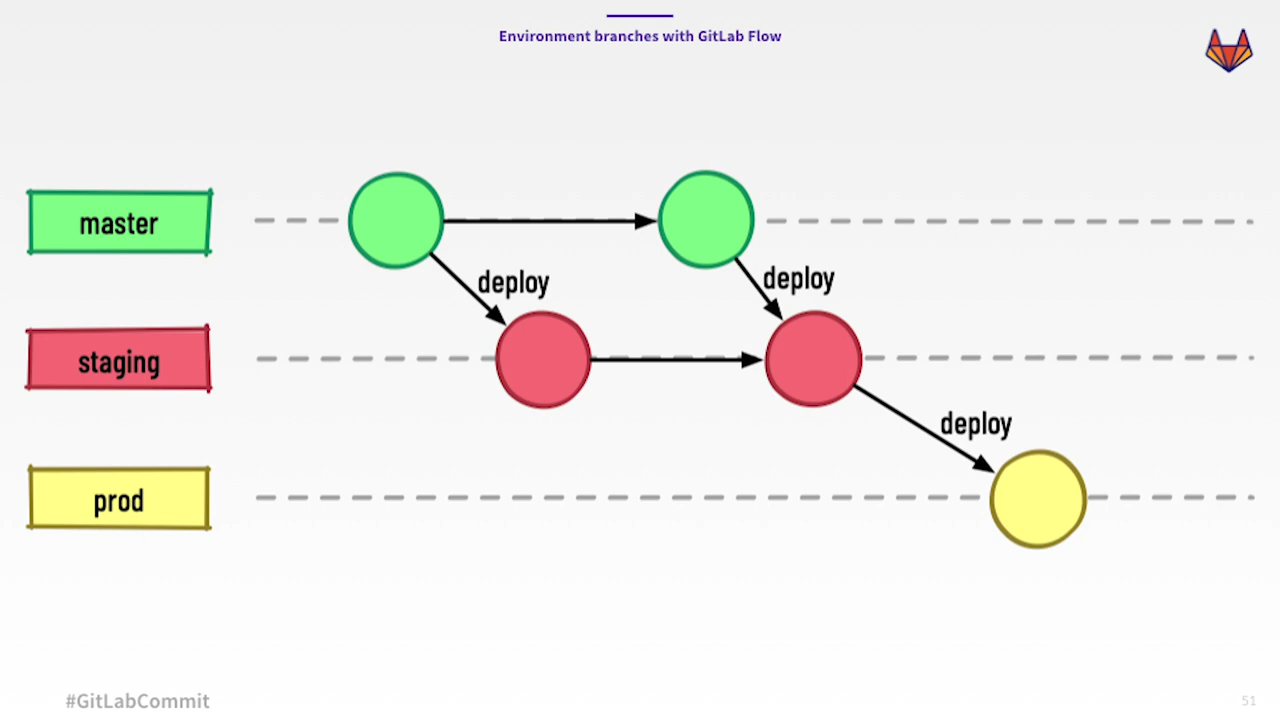 Environment branches with GitLab Flow
master
deploy
deploy
staging
deploy
prod
#GitLabCommit
51